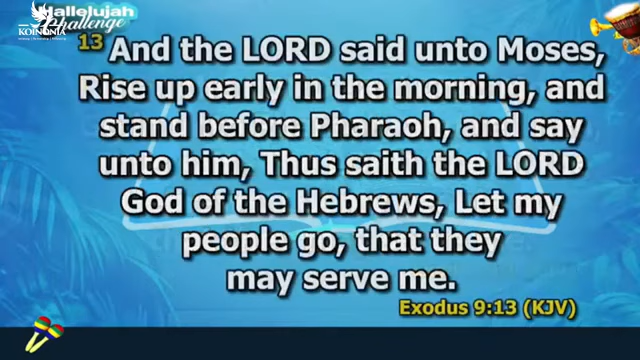 Hallelujah
Challenge
KOINONIA
13 And the LORD said unto Moses,
Rise up early in the morning, and
stand before Pharaoh, and say
unto him, Thus saith the LORD
God of the Hebrews, Let my
people go, that they
may serve me.
Exodus 9:13 (KJV)